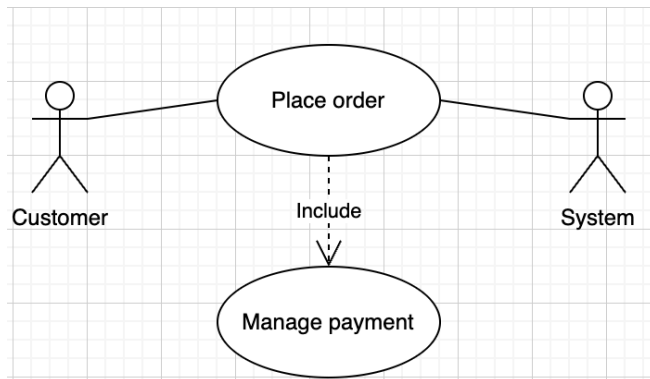 Place order
Include
Customer
System
Manage payment